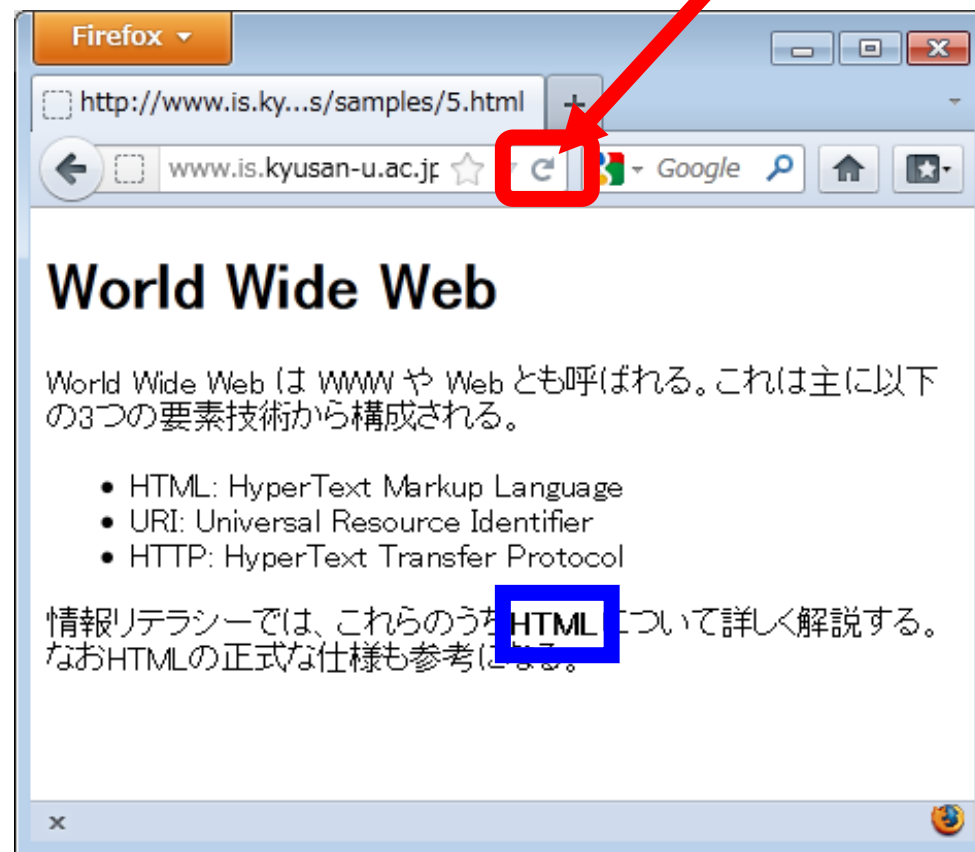 Firefox
http://www.is.ky...s/samples/5.html
www.is.kyusan-u.ac.jp
Google
World Wide Web
World Wide Web は WWW や Web とも呼ばれる。これは主に以下
の3つの要素技術から構成される。
• HTML: HyperText Markup Language
• URI: Universal Resource Identifier
• HTTP: HyperText Transfer Protocol
情報リテラシーでは、これらのうち HTML について詳しく解説する。
なおHTMLの正式な仕様も参考になる。